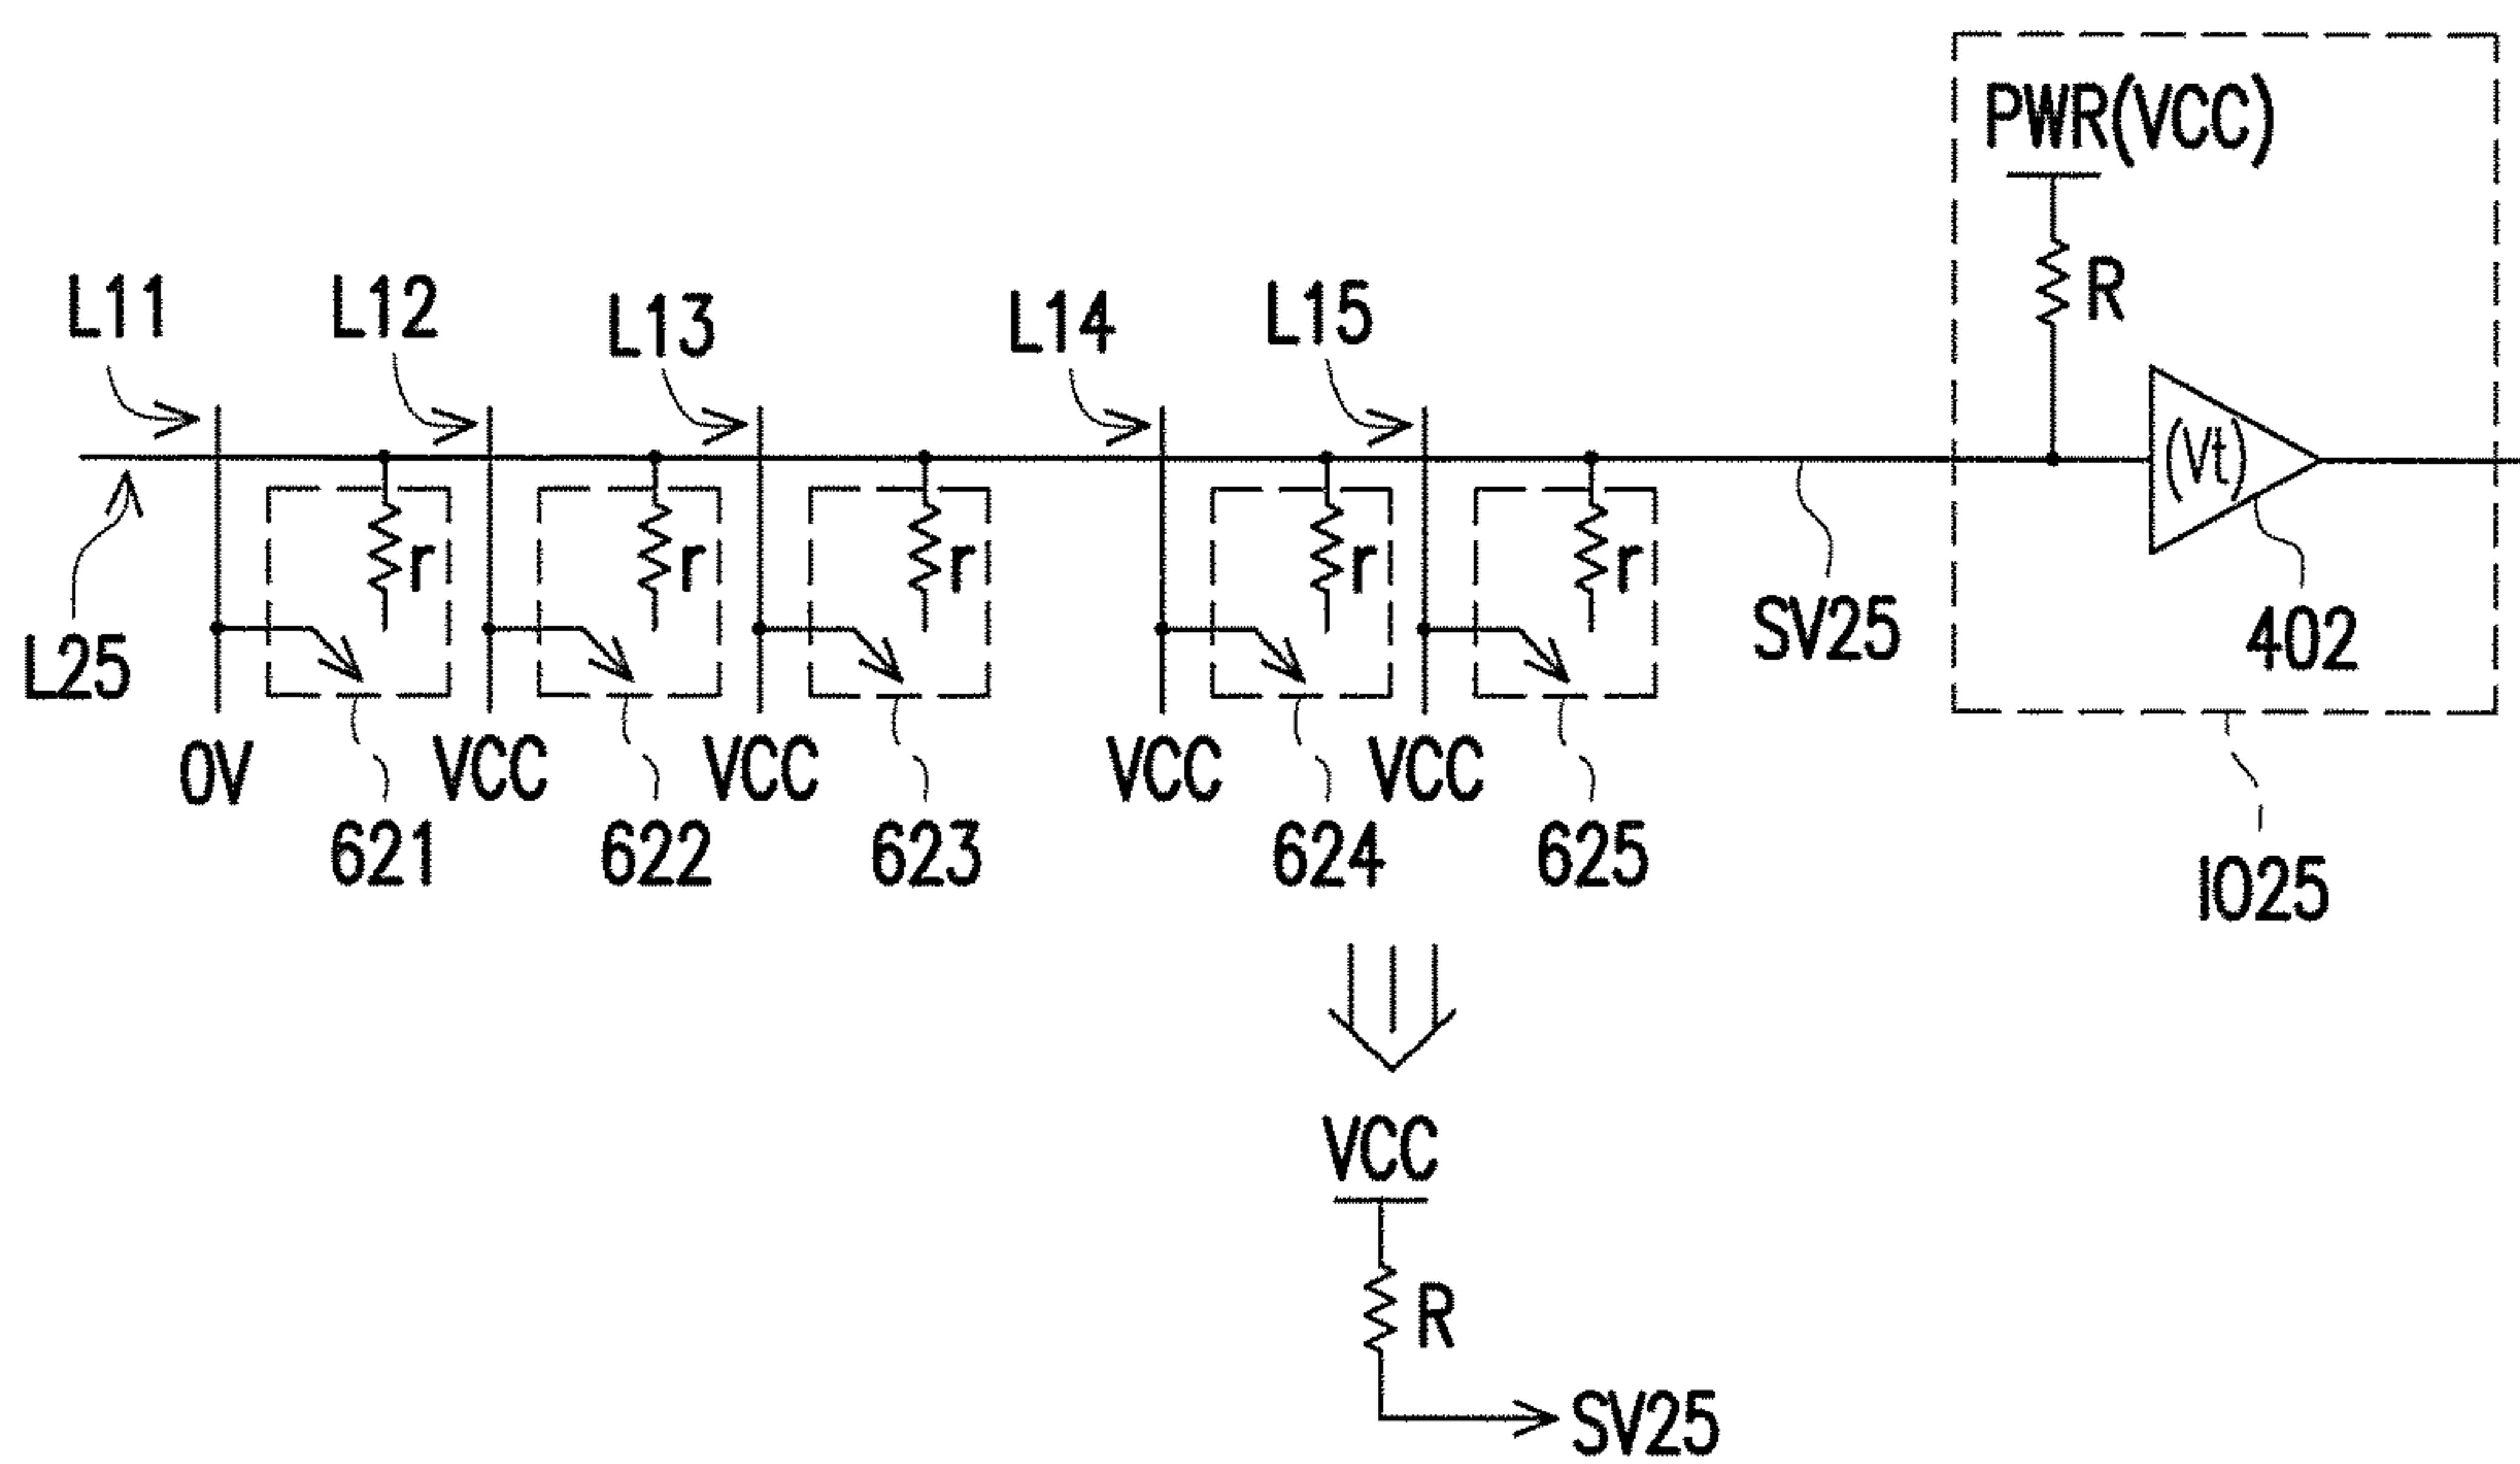 PWR(VCC)
R
L11
L12
L13
L14
L15
(Vt)
r
r
r
r
r
L25
SV25
402
0V
VCC
VCC
VCC
VCC
621
622
623
624
625
IO25
VCC
R
SV25